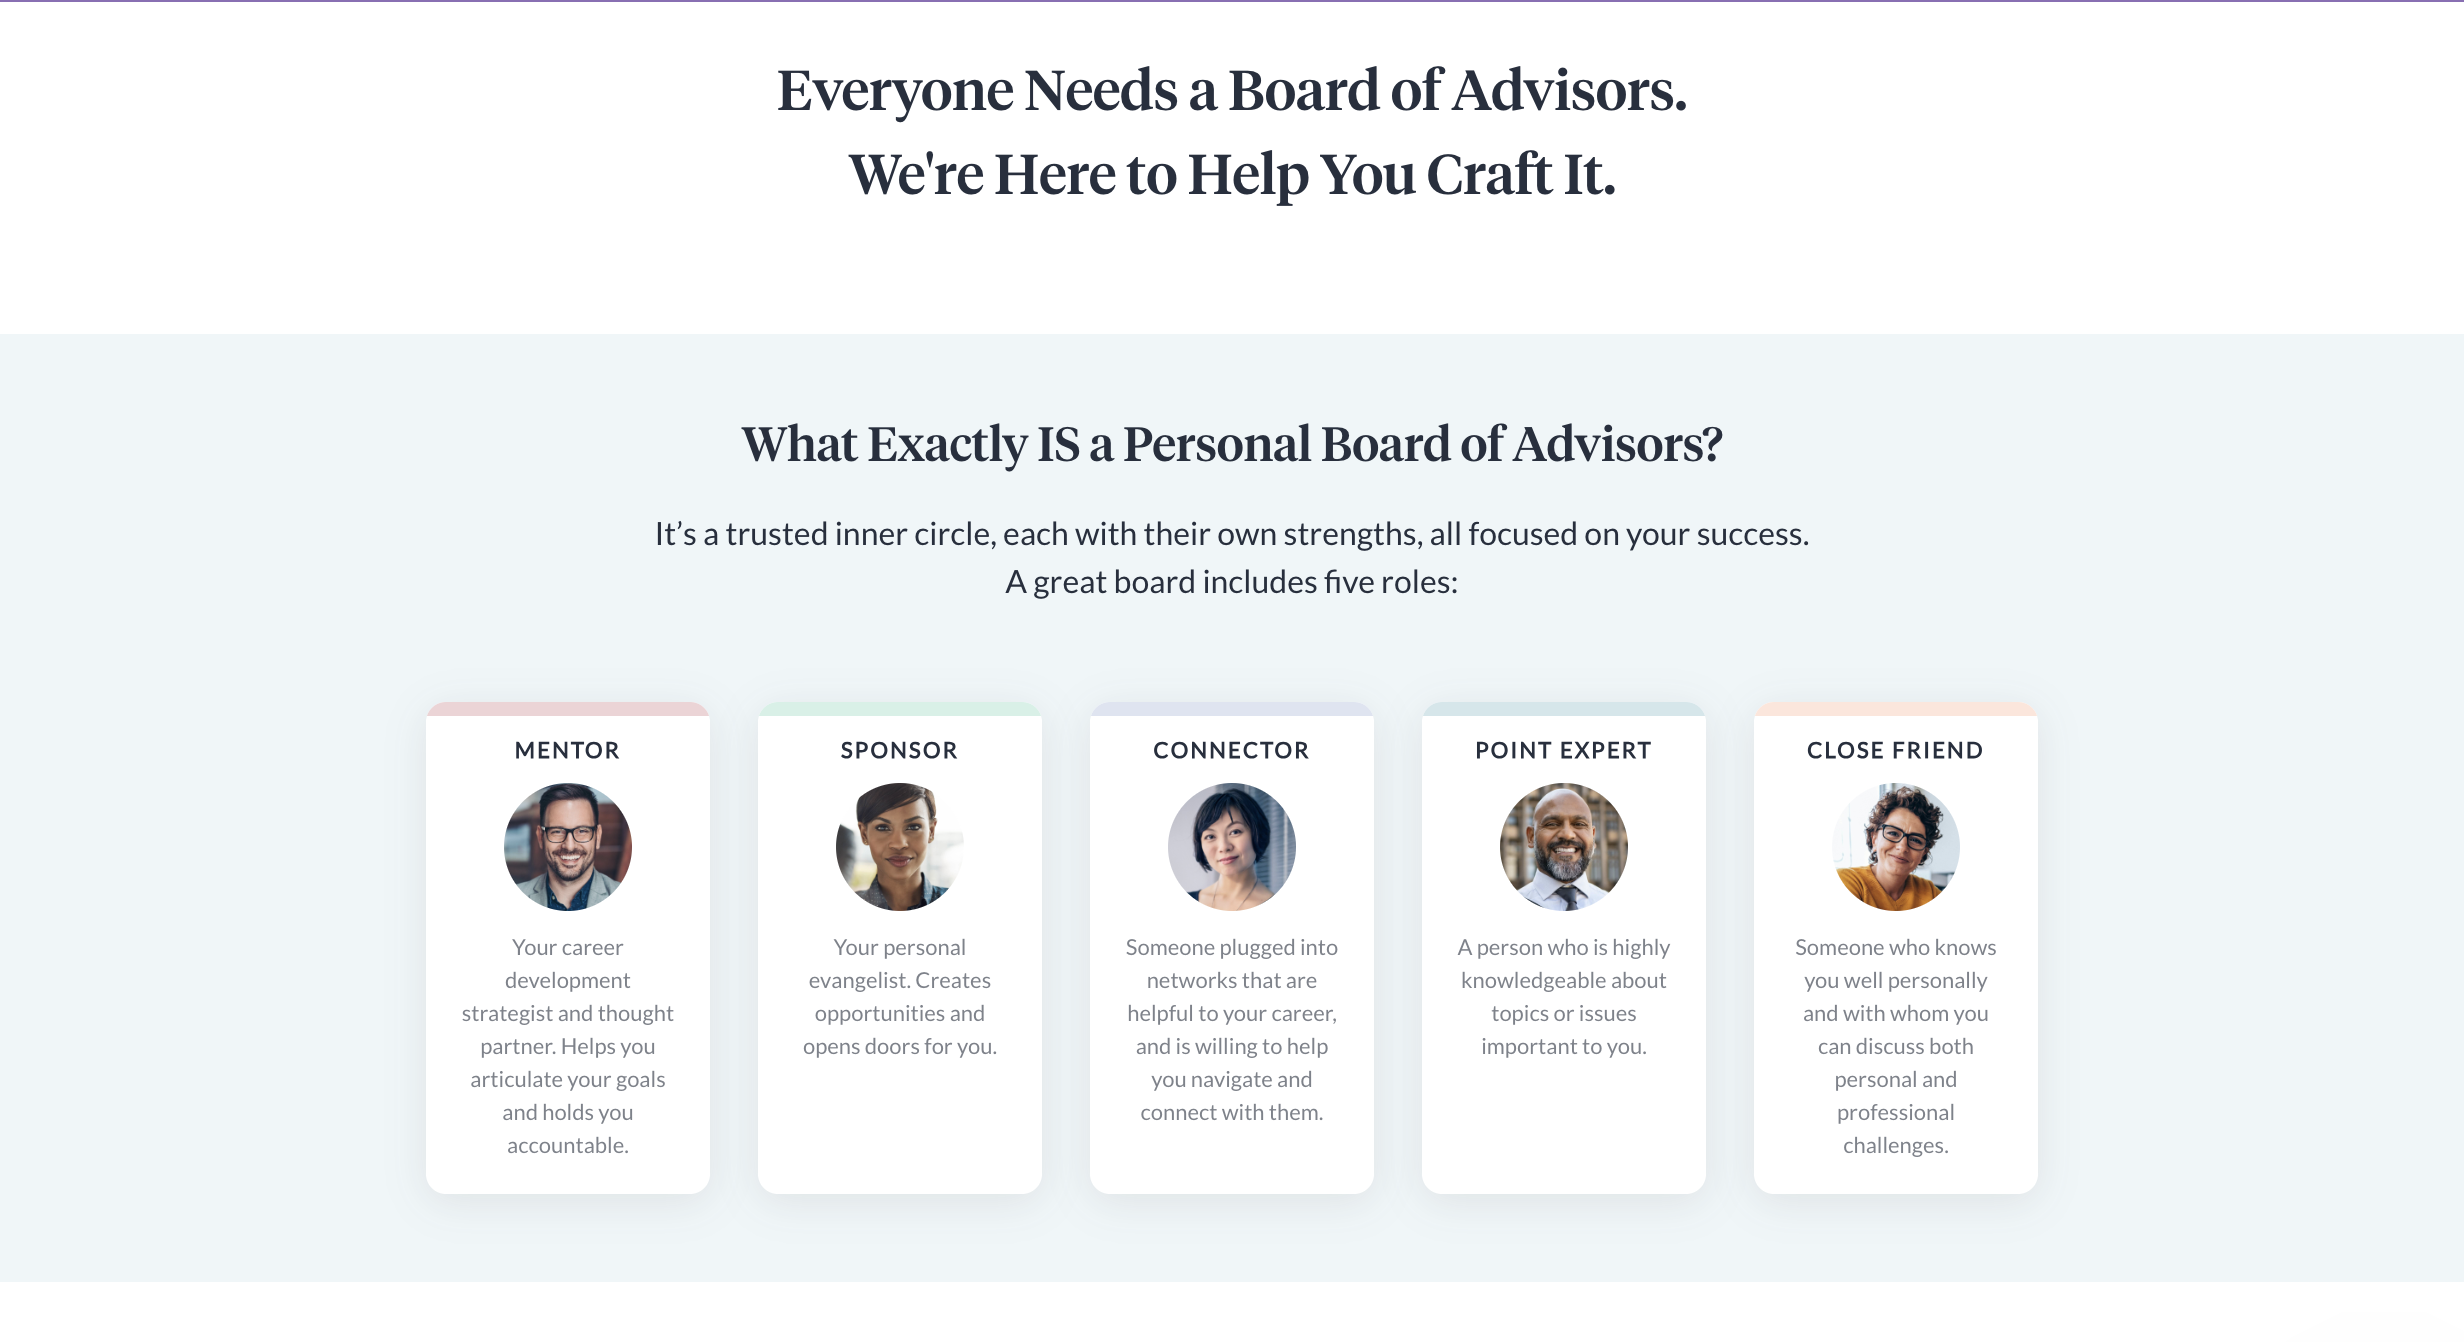 Everyone Needs a Board of Advisors.
We're Here to Help You Craft It.
What Exactly IS a Personal Board of Advisors?
It’s a trusted inner circle, each with their own strengths, all focused on your success.
A great board includes five roles:
MENTOR
Your career
development
strategist and thought
partner. Helps you
articulate your goals
and holds you
accountable.
SPONSOR
Your personal
evangelist. Creates
opportunities and
opens doors for you.
CONNECTOR
Someone plugged into
networks that are
helpful to your career,
and is willing to help
you navigate and
connect with them.
POINT EXPERT
A person who is highly
knowledgeable about
topics or issues
important to you.
CLOSE FRIEND
Someone who knows
you well personally
and with whom you
can discuss both
personal and
professional
challenges.